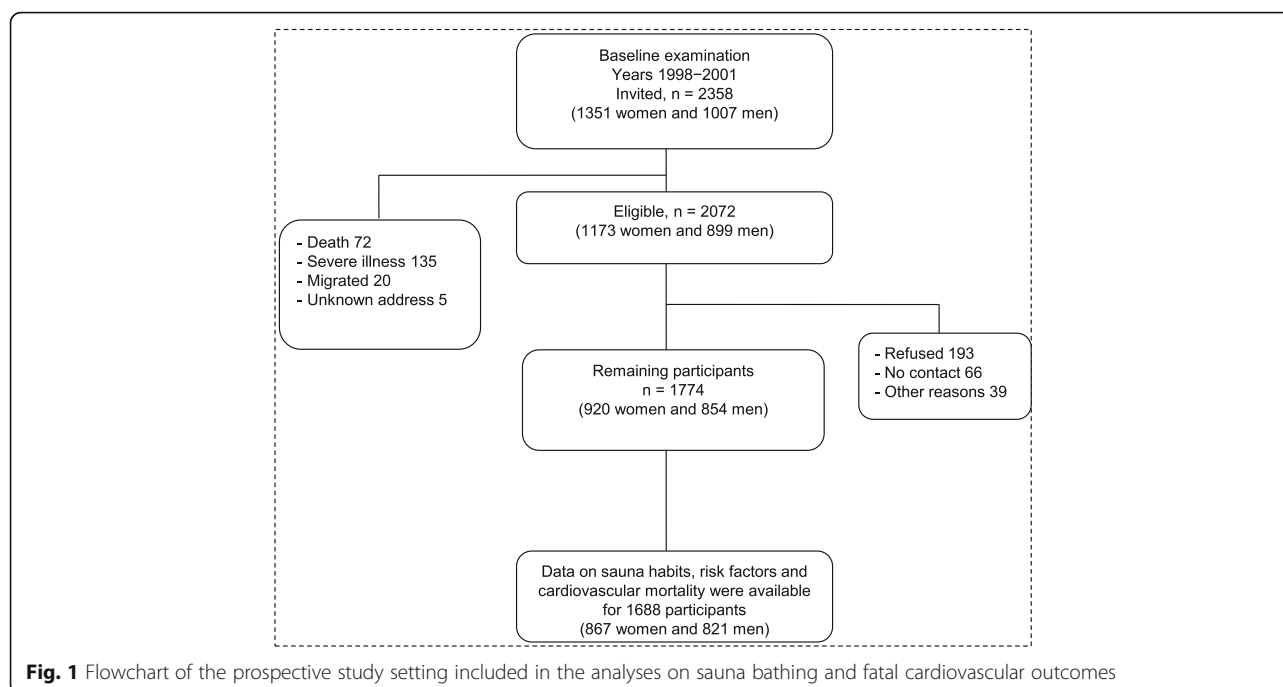 Baseline examination
Years 1998−2001
Invited, n = 2358
(1351 women and 1007 men)
Eligible, n = 2072
(1173 women and 899 men)
- Death 72
- Severe illness 135
- Migrated 20
- Unknown address 5
- Refused 193
- No contact 66
- Other reasons 39
Remaining participants
n = 1774
(920 women and 854 men)
Data on sauna habits, risk factors and
cardiovascular mortality were available
for 1688 participants
(867 women and 821 men)
Fig. 1 Flowchart of the prospective study setting included in the analyses on sauna bathing and fatal cardiovascular outcomes